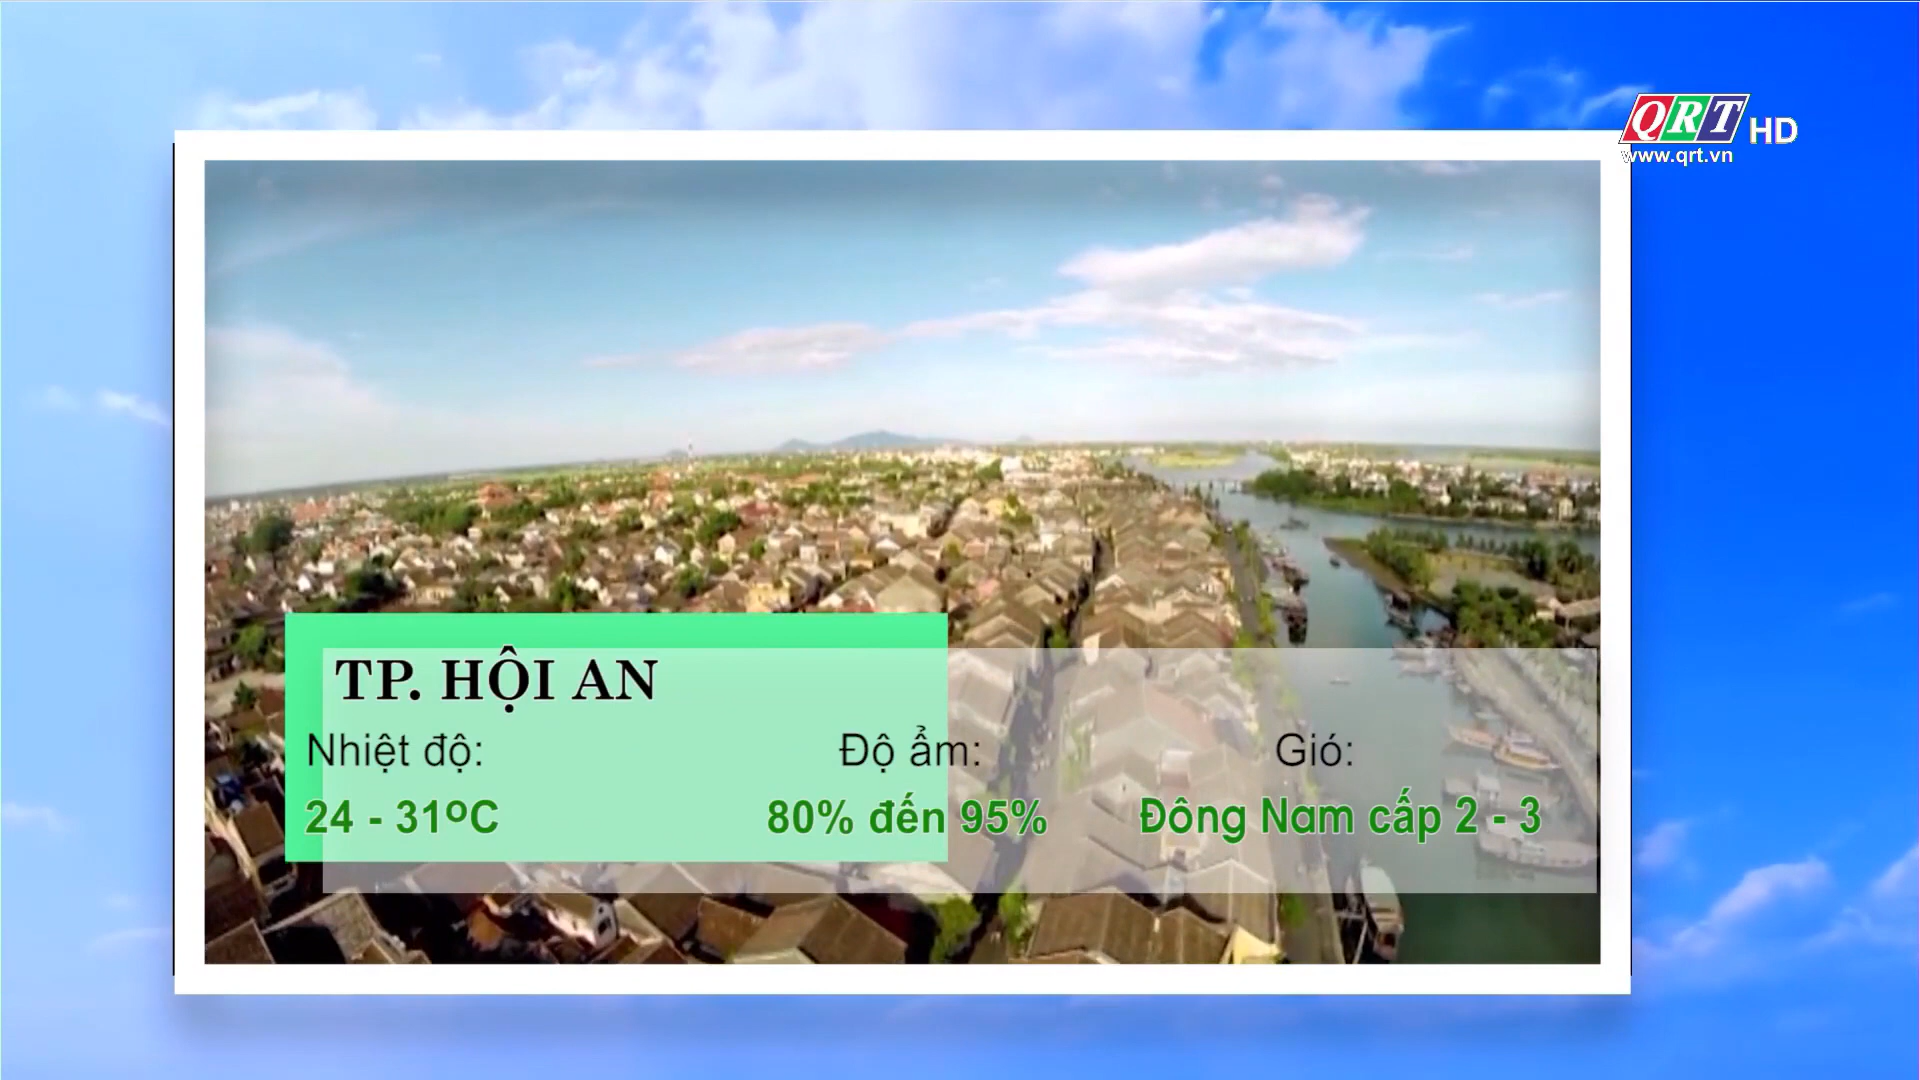 QRT HD
www.qrt.vn
TP. HỘI AN
Nhiệt độ: Độ ẩm: Gió:
24 - 31ºC 80% đến 95% Đông Nam cấp 2 - 3